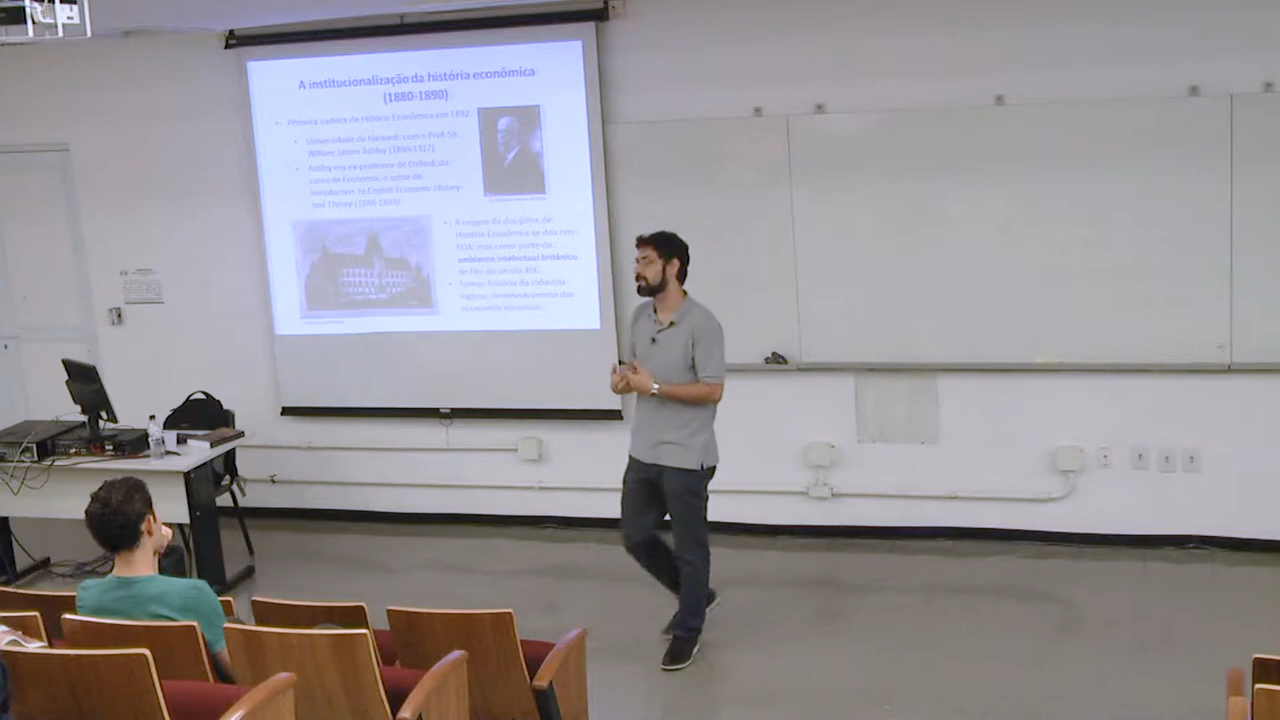 A institucionalização da história econômica
(1880-1890)
• Primeira cadeira de História Econômica em 1892:
• Universidade de Harvard: com o Prof. Sir.
William James Ashley (1860-1927)
• Ashley era ex-professor de Oxford, do
curso de Economia, e autor de
Introduction to English Economic History
and Theory (1888-1893).
• A origem da disciplina de
História Econômica se deu nos
EUA, mas como parte do
ambiente intelectual britânico
de fins do século XIX.
• Temas: história da indústria
inglesa, desenvolvimento das
economias nacionais.